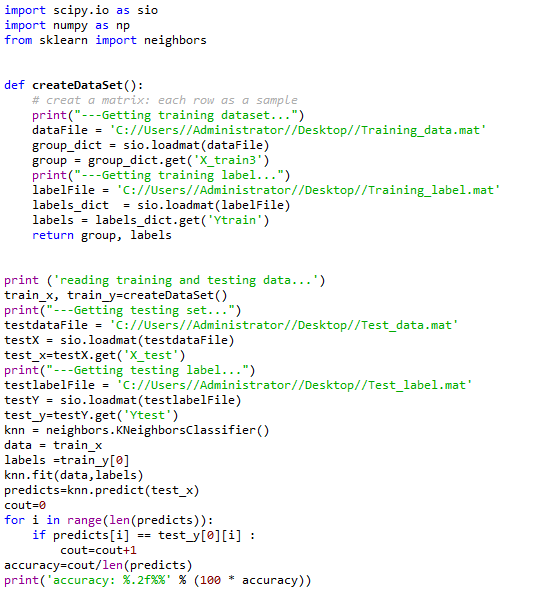 import scipy.io as sio
import numpy as np
from sklearn import neighbors
def createDataSet():
# creat a matrix: each row as a sample
print("---Getting training dataset...")
dataFile = 'C://Users//Administrator//Desktop//Training_data.mat'
group_dict = sio.loadmat(dataFile)
group = group_dict.get('X_train3')
print("---Getting training label...")
labelFile = 'C://Users//Administrator//Desktop//Training_label.mat'
labels_dict  = sio.loadmat(labelFile)
labels = labels_dict.get('Ytrain')
return group, labels
print ('reading training and testing data...')
train_x, train_y=createDataSet()
print("---Getting testing set...")
testdataFile = 'C://Users//Administrator//Desktop//Test_data.mat'
testX = sio.loadmat(testdataFile)
test_x=testX.get('X_test')
print("---Getting testing label...")
testlabelFile = 'C://Users//Administrator//Desktop//Test_label.mat'
testY = sio.loadmat(testlabelFile)
test_y=testY.get('Ytest')
knn = neighbors.KNeighborsClassifier()
data = train_x
labels =train_y[0]
knn.fit(data,labels)
predicts=knn.predict(test_x)
cout=0
for i in range(len(predicts)):
if predicts[i] == test_y[0][i] :
cout=cout+1
accuracy=cout/len(predicts)
print('accuracy: %.2f%%' % (100 * accuracy))